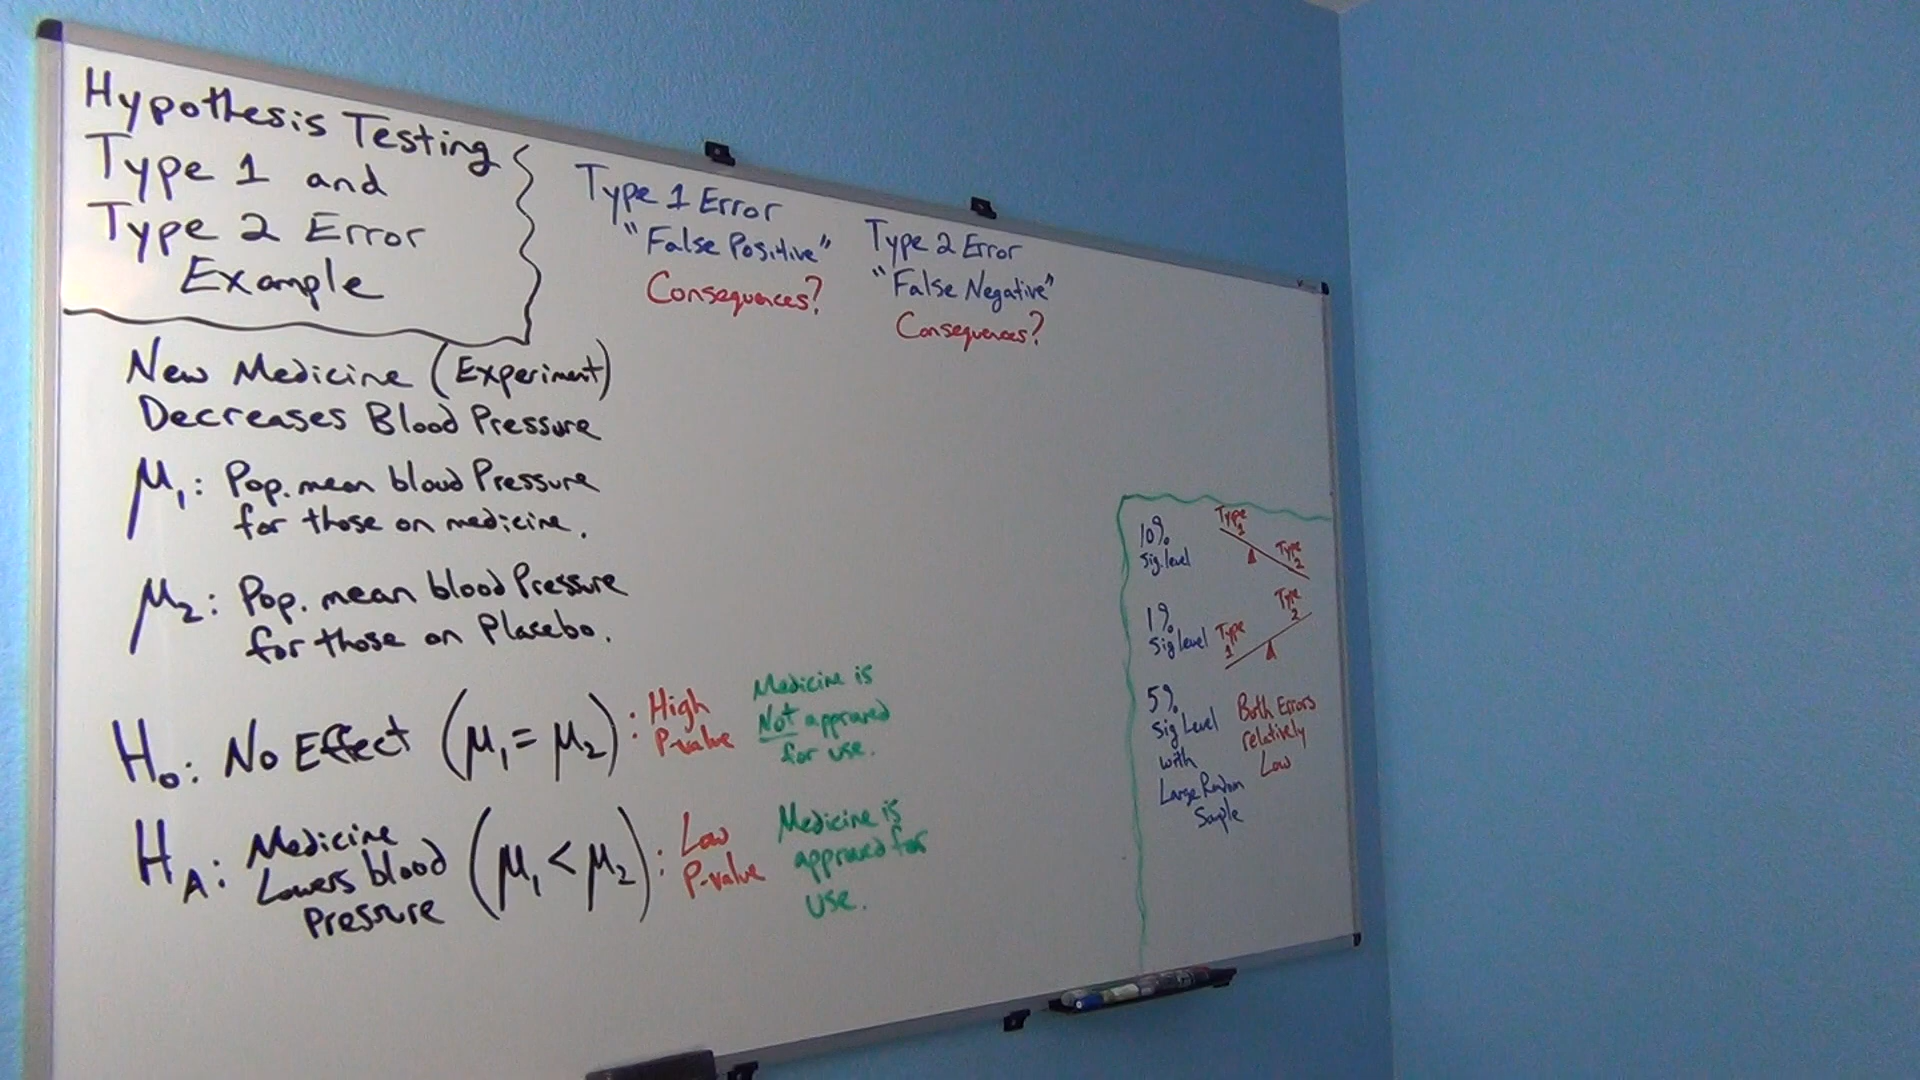 Hypothesis Testing
Type 1 and
Type 2 Error
Example
Type 1 Error
"False Positive"
Consequences?
Type 2 Error
"False Negative"
Consequences?
New Medicine (Experiment)
Decreases Blood Pressure
μ₁: Pop. mean blood Pressure
for those on medicine.
μ₂: Pop. mean blood Pressure
for those on Placebo.
H₀: No Effect (μ₁ = μ₂) : High
P-value
Medicine is
Not approved
for use.
H_A: Medicine
Lowers blood
Pressure
(μ₁ < μ₂) : Low
P-value
Medicine is
approved for
use.
10%
Sig. level
Type
1
Type
2
1%
Sig level
Type
1
Type
2
5%
Sig Level
with
Large Random
Sample
Both Errors
relatively
Low